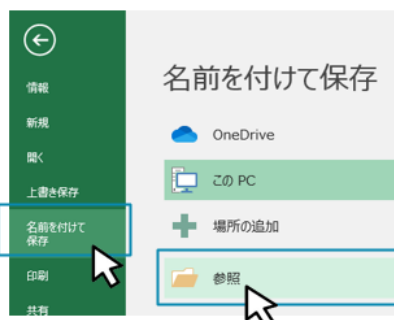 情報
新規
開く
上書き保存
名前を付けて
保存
印刷
共有
名前を付けて保存
OneDrive
この PC
場所の追加
参照